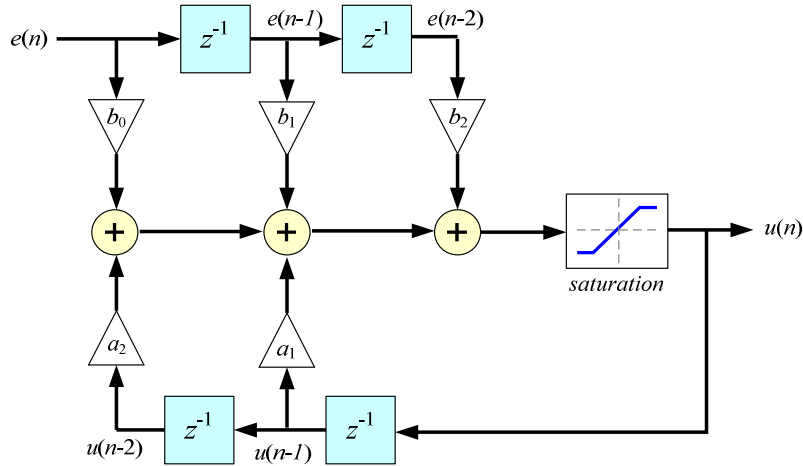 e(n)
z⁻¹
e(n-1)
z⁻¹
e(n-2)
b₀
b₁
b₂
+
+
+
u(n)
saturation
a₂
a₁
u(n-2)
z⁻¹
u(n-1)
z⁻¹